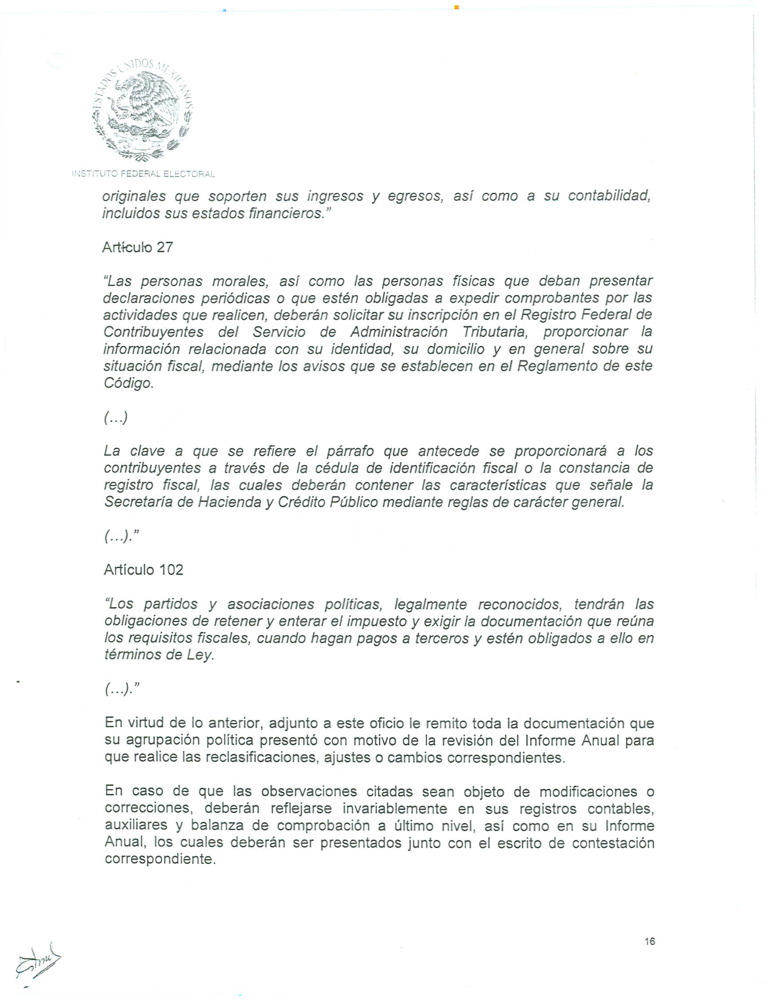 ESTADOS UNIDOS MEXICANOS
INSTITUTO FEDERAL ELECTORAL
originales que soporten sus ingresos y egresos, así como a su contabilidad,
incluidos sus estados financieros.”
Artículo 27
“Las personas morales, así como las personas físicas que deban presentar
declaraciones periódicas o que estén obligadas a expedir comprobantes por las
actividades que realicen, deberán solicitar su inscripción en el Registro Federal de
Contribuyentes del Servicio de Administración Tributaria, proporcionar la
información relacionada con su identidad, su domicilio y en general sobre su
situación fiscal, mediante los avisos que se establecen en el Reglamento de este
Código.
(...)
La clave a que se refiere el párrafo que antecede se proporcionará a los
contribuyentes a través de la cédula de identificación fiscal o la constancia de
registro fiscal, las cuales deberán contener las características que señale la
Secretaría de Hacienda y Crédito Público mediante reglas de carácter general.
(...).”
Artículo 102
“Los partidos y asociaciones políticas, legalmente reconocidos, tendrán las
obligaciones de retener y enterar el impuesto y exigir la documentación que reúna
los requisitos fiscales, cuando hagan pagos a terceros y estén obligados a ello en
términos de Ley.
(...).”
En virtud de lo anterior, adjunto a este oficio le remito toda la documentación que
su agrupación política presentó con motivo de la revisión del Informe Anual para
que realice las reclasificaciones, ajustes o cambios correspondientes.
En caso de que las observaciones citadas sean objeto de modificaciones o
correcciones, deberán reflejarse invariablemente en sus registros contables,
auxiliares y balanza de comprobación a último nivel, así como en su Informe
Anual, los cuales deberán ser presentados junto con el escrito de contestación
correspondiente.
16